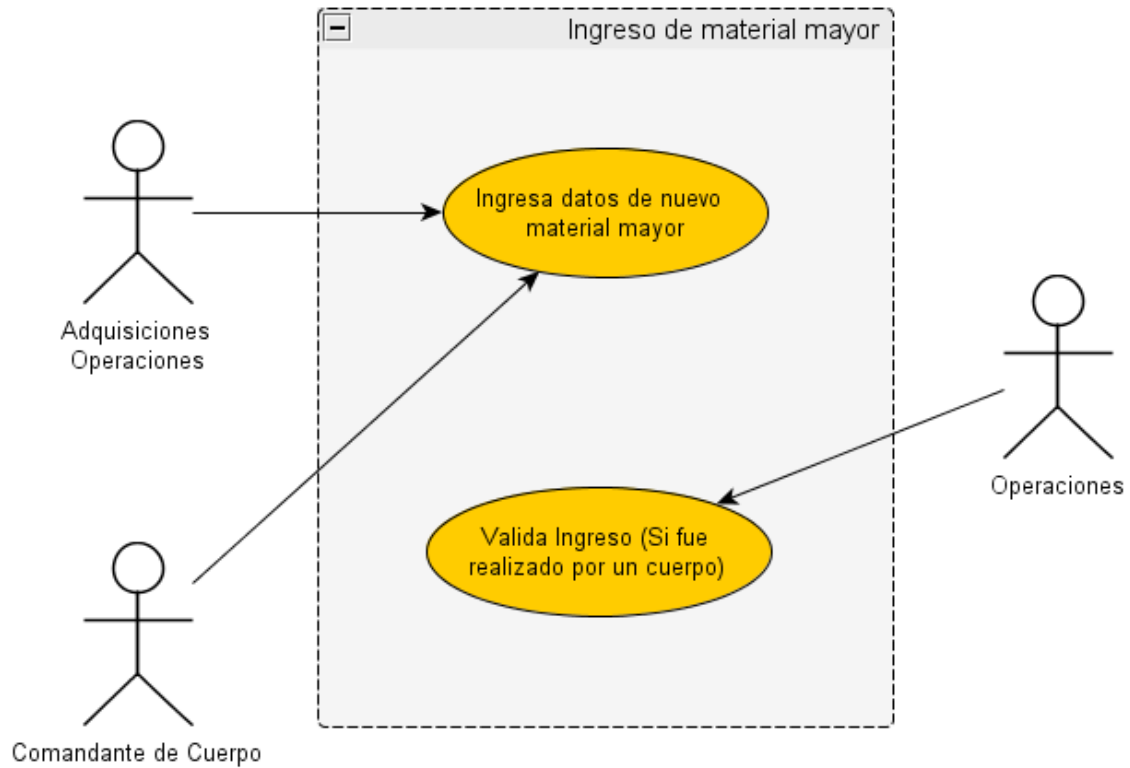 Ingreso de material mayor
Ingresa datos de nuevo
material mayor
Adquisiciones
Operaciones
Operaciones
Valida Ingreso (Si fue
realizado por un cuerpo)
Comandante de Cuerpo